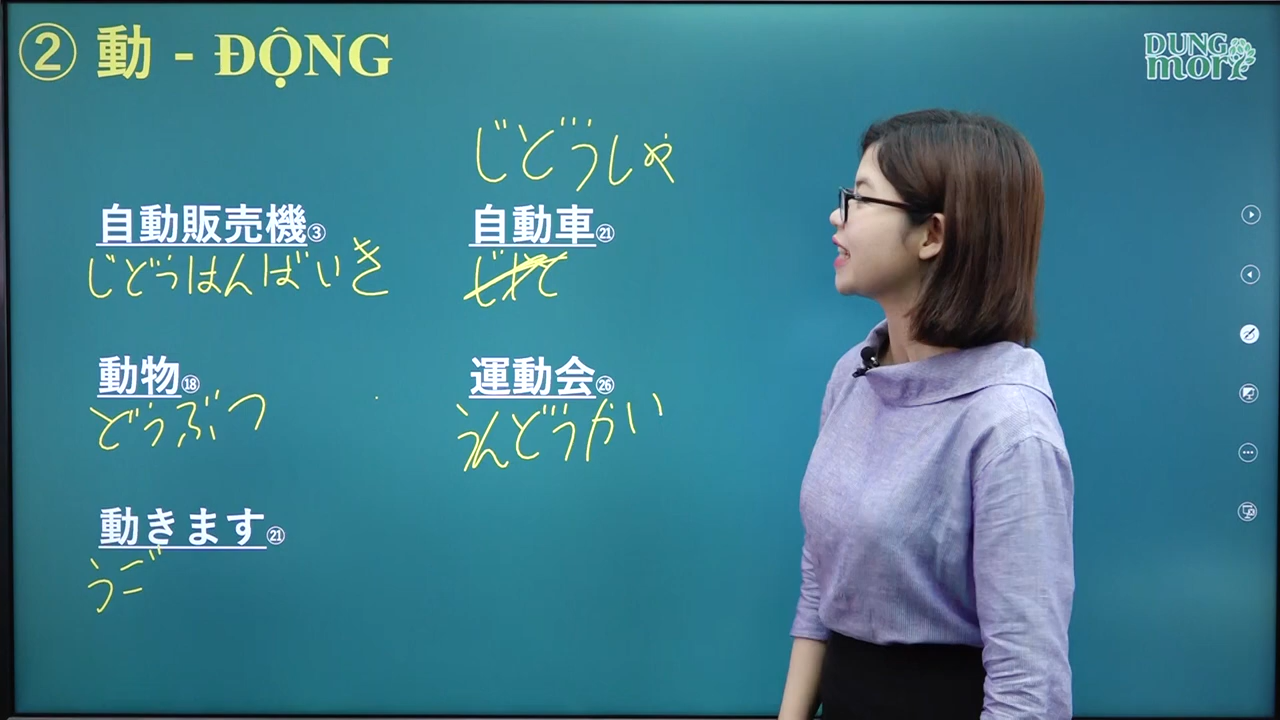 ② 動 - ĐỘNG
DUNG
mori
じどうしゃ
自動販売機③
自動車㉑
じどうはんばいき
動物⑱
運動会㉖
どうぶつ
うんどうかい
動きます㉑
うご